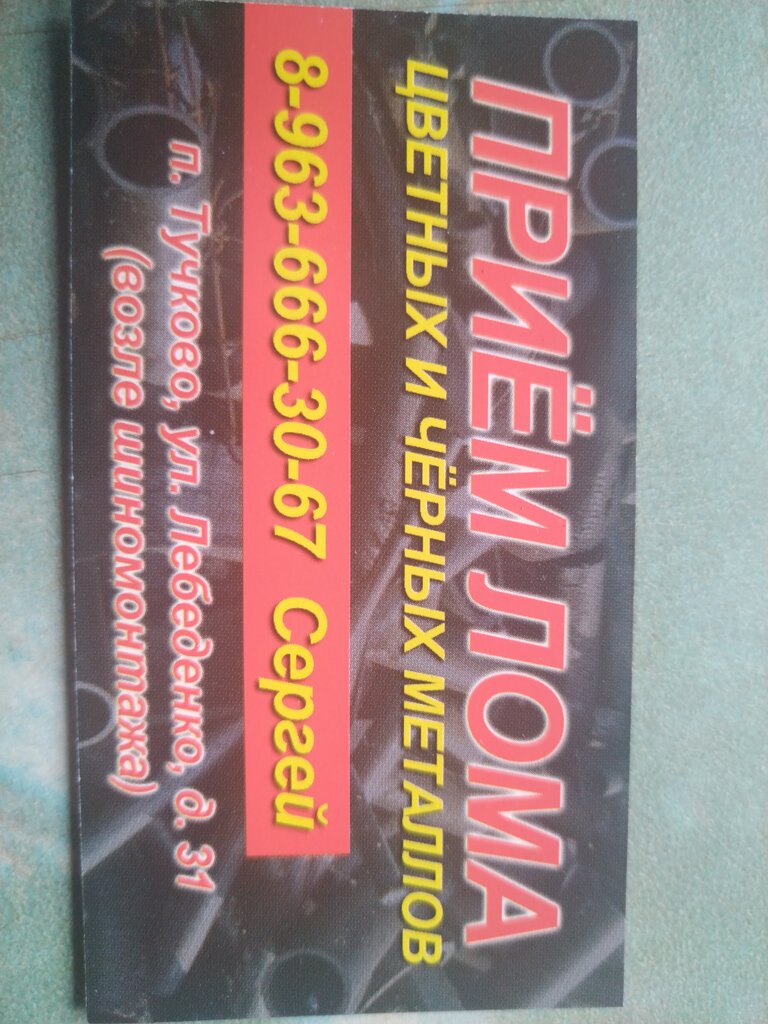 ПРИЁМ ЛОМА
ЦВЕТНЫХ И ЧЁРНЫХ МЕТАЛЛОВ
8-963-666-30-67 Сергей
п. Тучково, ул. Лебеденко, д. 31
(возле шиномонтажа)